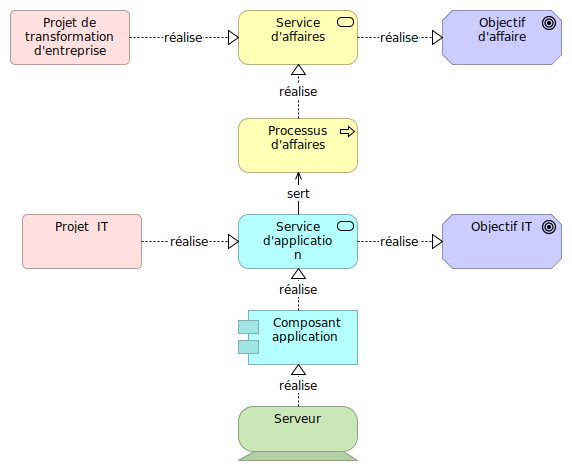 Projet de
transformation
d'entreprise
réalise
Service
d'affaires
réalise
Objectif
d'affaire
réalise
Processus
d'affaires
sert
Projet  IT
réalise
Service
d'applicatio
n
réalise
Objectif IT
réalise
Composant
application
réalise
Serveur